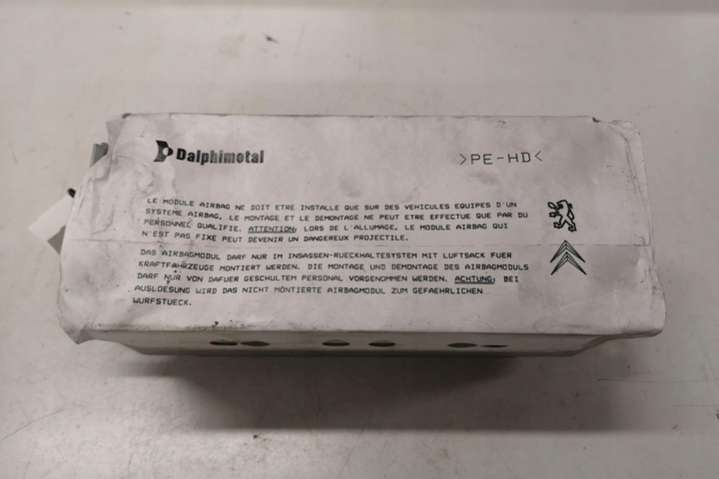 Dalphimetal
>PE-HD<
LE MODULE AIRBAG NE DOIT ETRE INSTALLE QUE SUR DES VEHICULES EQUIPES D'UN
SYSTEME AIRBAG, LE MONTAGE ET LE DEMONTAGE NE PEUT ETRE EFFECTUE QUE PAR DU
PERSONNEL QUALIFIE. ATTENTION: LORS DE L'ALLUMAGE, LE MODULE AIRBAG QUI
N'EST PAS FIXE PEUT DEVENIR UN DANGEREUX PROJECTILE.
DAS AIRBAGMODUL DARF NUR IM INSASSEN-RUECKHALTESYSTEM MIT LUFTSACK FUER
KRAFTFAHRZEUGE MONTIERT WERDEN. DIE MONTAGE UND DEMONTAGE DES AIRBAGMODULS
DARF NUR VON DAFUER GESCHULTEM PERSONAL VORGENOMMEN WERDEN. ACHTUNG: BEI
AUSLOESUNG WIRD DAS NICHT MONTIERTE AIRBAGMODUL ZUM GEFAEHRLICHEN
WURFSTUECK.